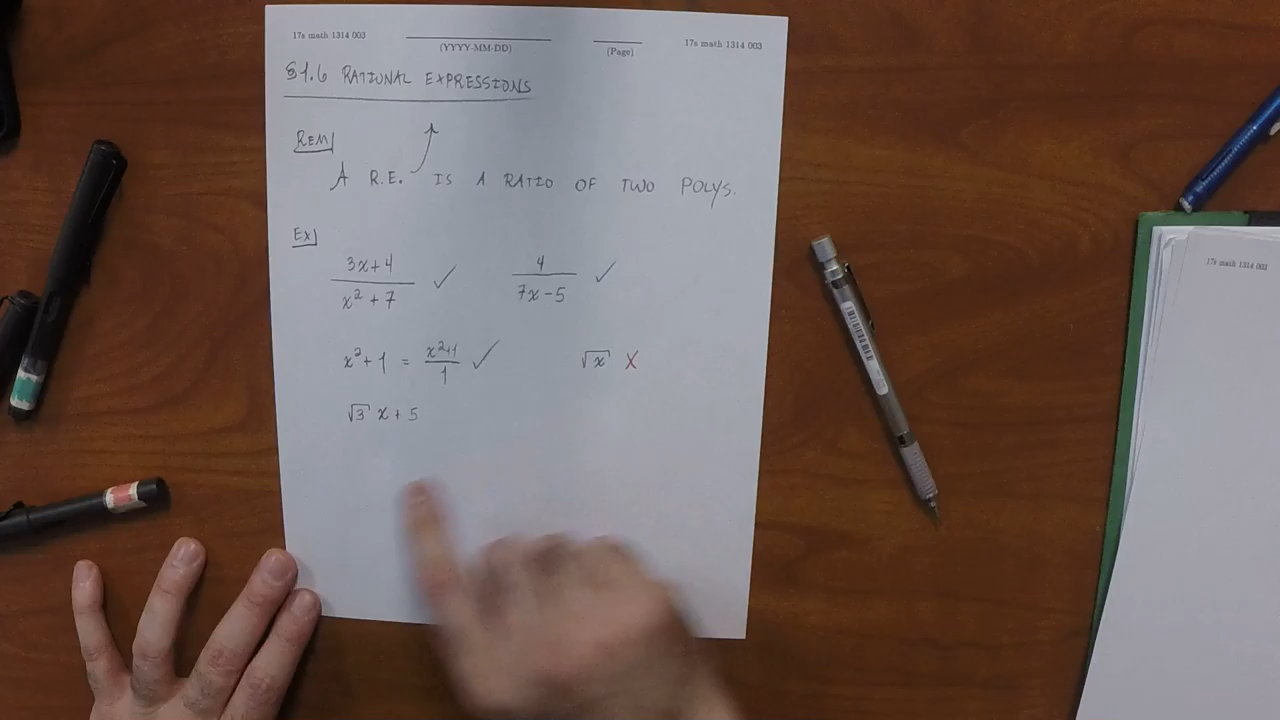 17s math 1314 003 (YYYY-MM-DD) (Page) 17s math 1314 003
§1.6 RATIONAL EXPRESSIONS
REM
A R.E. IS A RATIO OF TWO POLYS.
EX
3x+4 / x²+7 ✓ 4 / 7x-5 ✓
x²+1 = x²+1 / 1 ✓ √x X
√3 x+5
17s math 1314 003